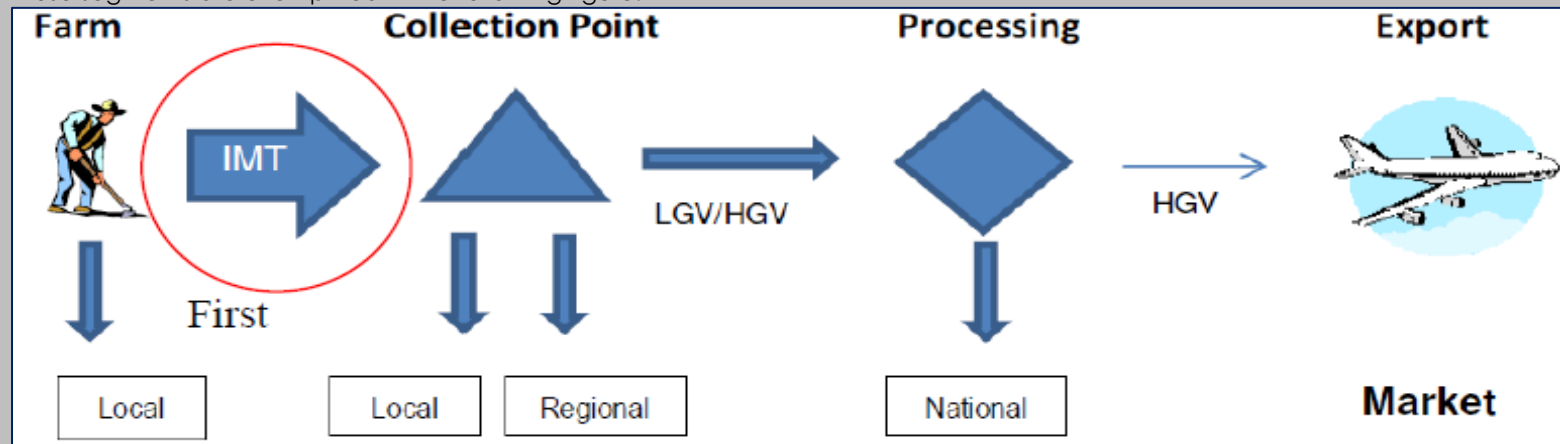 Farm Collection Point Processing Export
IMT
LGV/HGV
HGV
First
Local Local Regional National Market